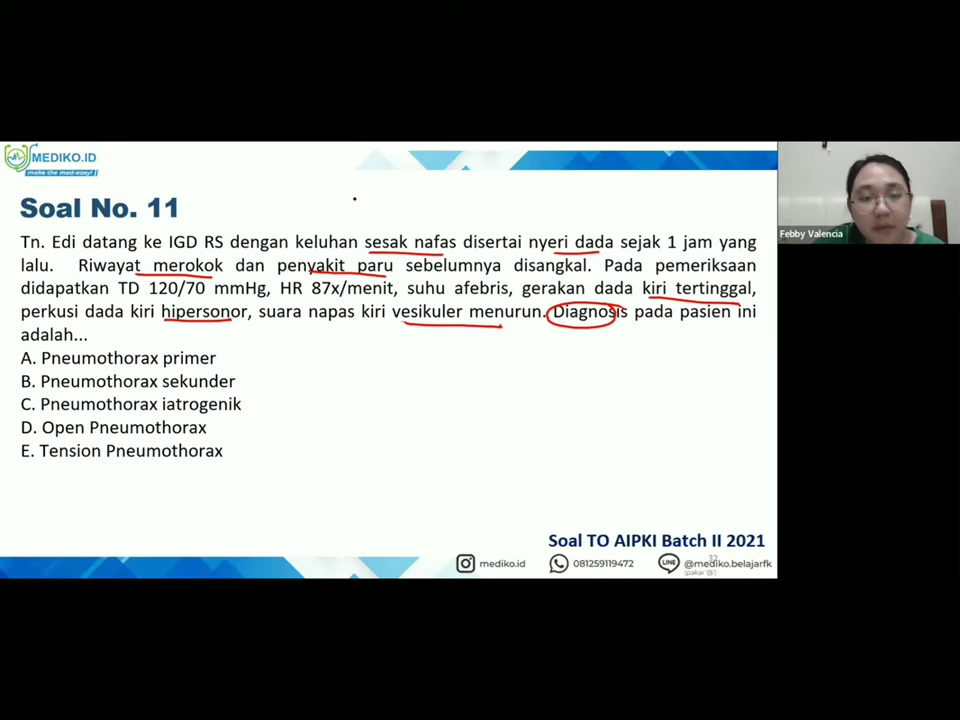 MEDIKO.ID
make the med-easy!
Soal No. 11
Tn. Edi datang ke IGD RS dengan keluhan sesak nafas disertai nyeri dada sejak 1 jam yang
lalu. Riwayat merokok dan penyakit paru sebelumnya disangkal. Pada pemeriksaan
didapatkan TD 120/70 mmHg, HR 87x/menit, suhu afebris, gerakan dada kiri tertinggal,
perkusi dada kiri hipersonor, suara napas kiri vesikuler menurun. Diagnosis pada pasien ini
adalah...
A. Pneumothorax primer
B. Pneumothorax sekunder
C. Pneumothorax iatrogenik
D. Open Pneumothorax
E. Tension Pneumothorax
Soal TO AIPKI Batch II 2021
mediko.id
081259119472
LINE
@mediko.belajarfk
(pakai '@')
32
Febby Valencia